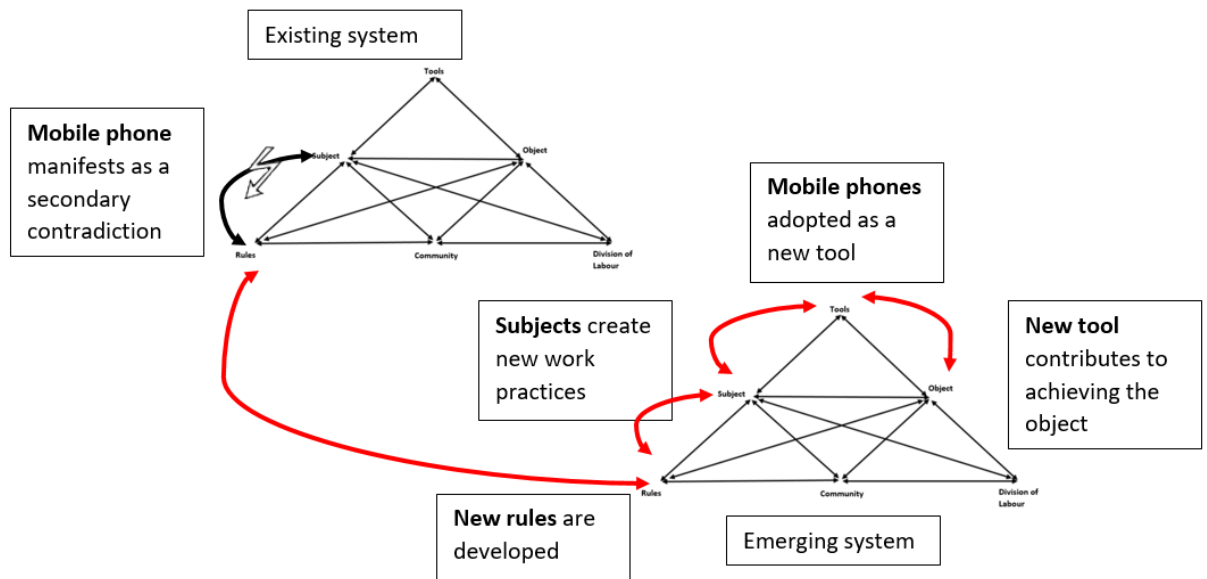 Existing system
Tools
Mobile phone
manifests as a
secondary
contradiction
Subject
Object
Rules
Community
Division of
Labour
Mobile phones
adopted as a
new tool
Subjects create
new work
practices
Tools
New tool
contributes to
achieving the
object
Subject
Object
Rules
Community
Division of
Labour
New rules are
developed
Emerging system